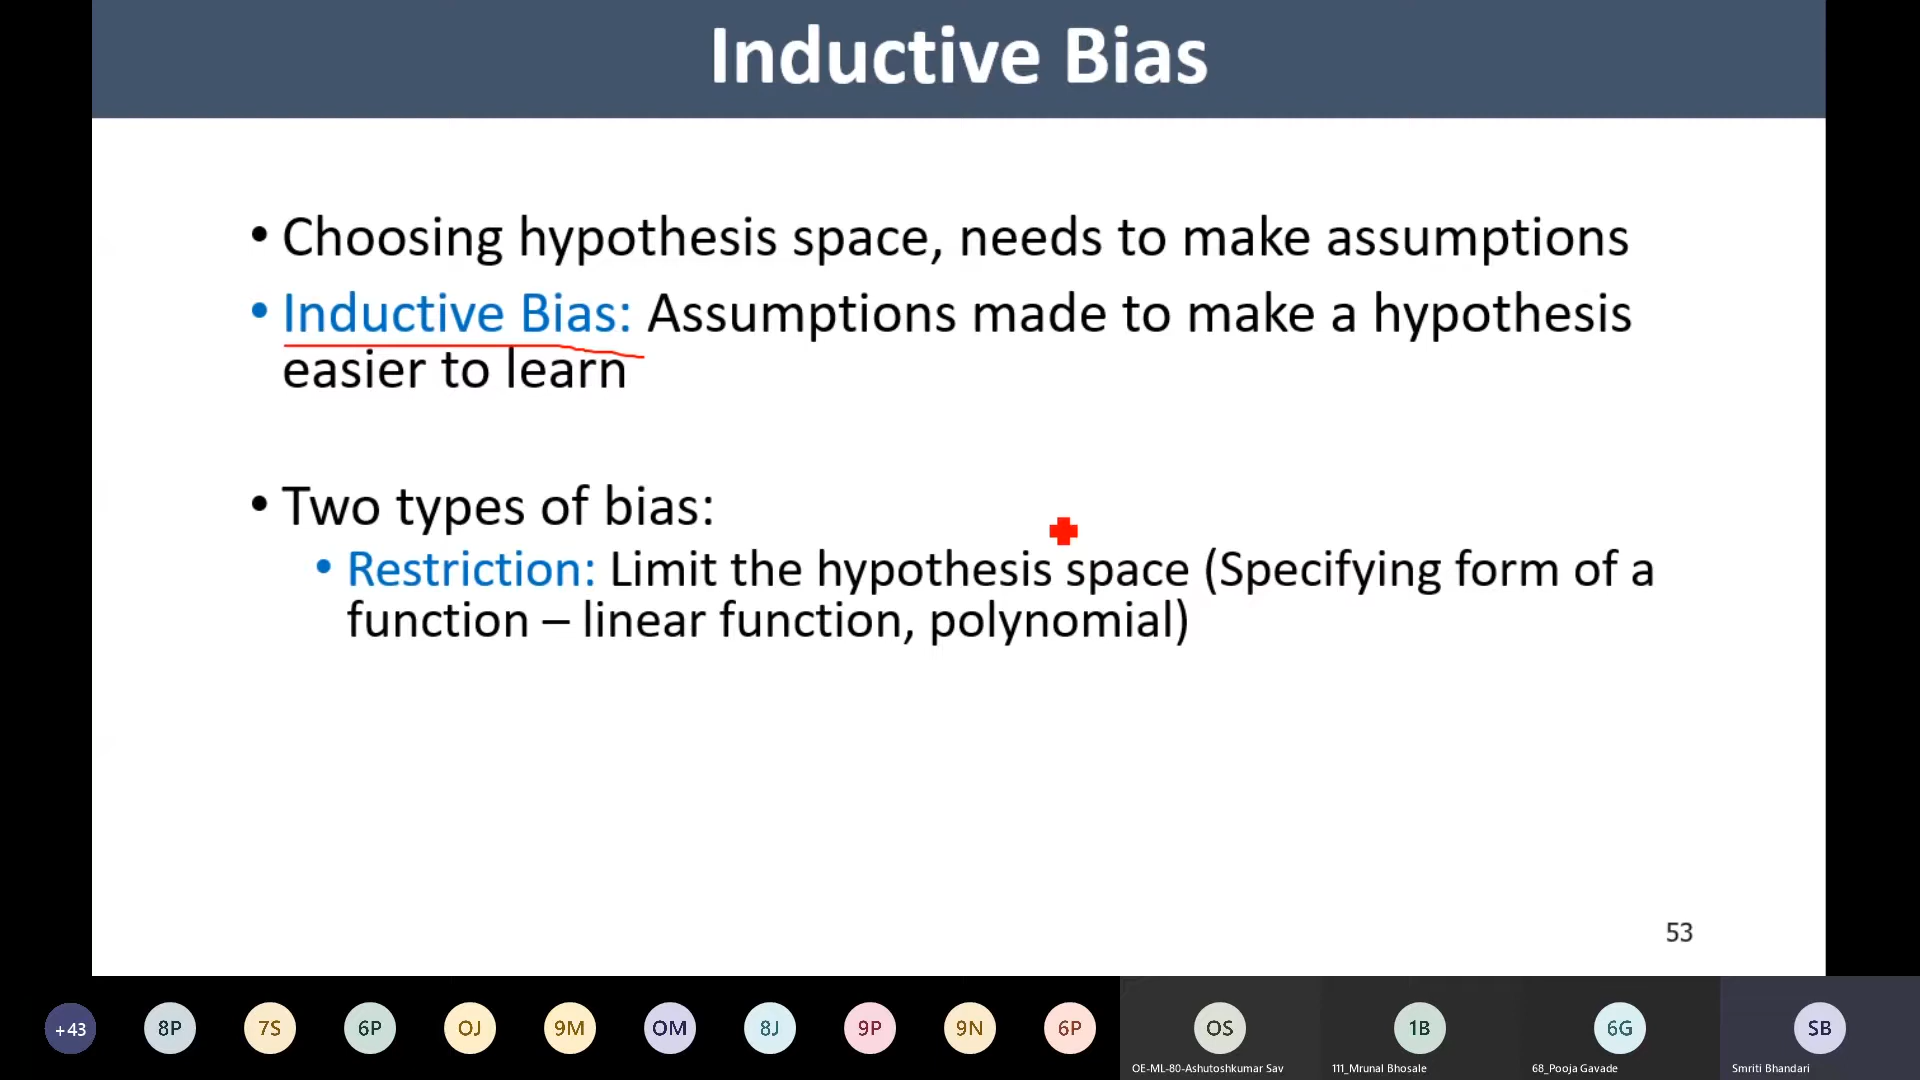 Inductive Bias
• Choosing hypothesis space, needs to make assumptions
• Inductive Bias: Assumptions made to make a hypothesis
easier to learn
• Two types of bias:
• Restriction: Limit the hypothesis space (Specifying form of a
function – linear function, polynomial)
53
+43 8P 7S 6P OJ 9M OM 8J 9P 9N 6P OS 1B 6G SB
OE-ML-80-Ashutoshkumar Sav 111_Mrunal Bhosale 68_Pooja Gavade Smriti Bhandari